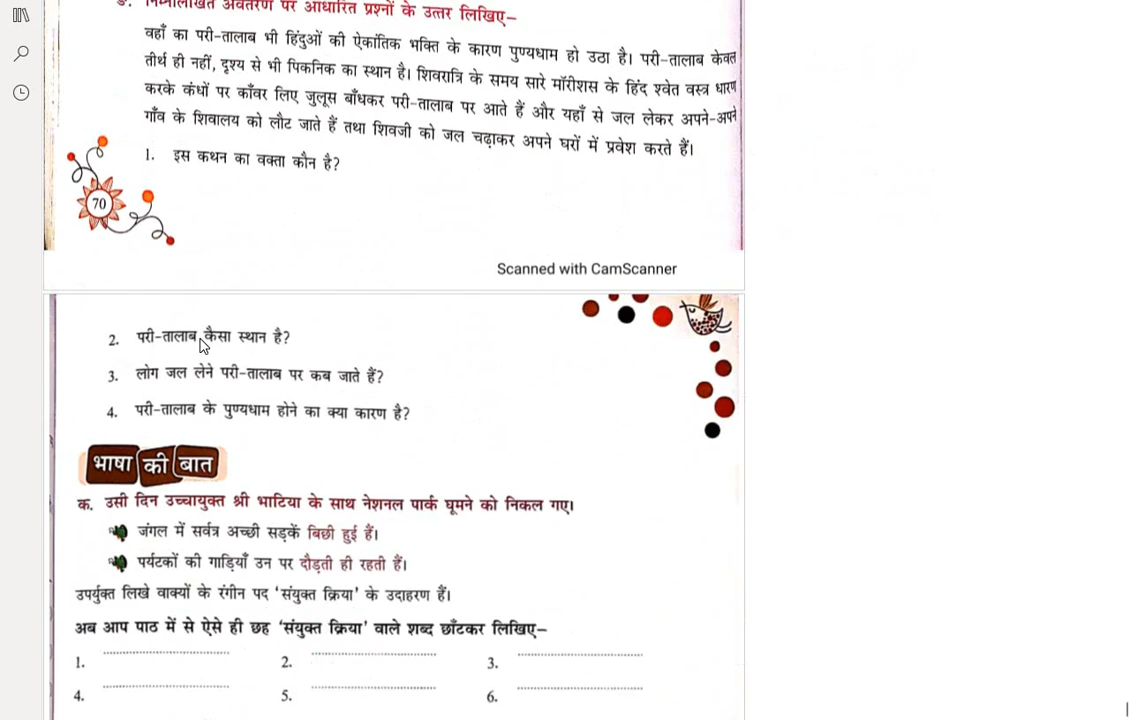 ङ. निम्नलिखित अवतरण पर आधारित प्रश्नों के उत्तर लिखिए–
वहाँ का परी-तालाब भी हिंदुओं की ऐकांतिक भक्ति के कारण पुण्यधाम हो उठा है। परी-तालाब केवल
तीर्थ ही नहीं, दृश्य से भी पिकनिक का स्थान है। शिवरात्रि के समय सारे मॉरीशस के हिंद श्वेत वस्त्र धारण
करके कंधों पर काँवर लिए जुलूस बाँधकर परी-तालाब पर आते हैं और यहाँ से जल लेकर अपने-अपने
गाँव के शिवालय को लौट जाते हैं तथा शिवजी को जल चढ़ाकर अपने घरों में प्रवेश करते हैं।
1. इस कथन का वक्ता कौन है?
70
Scanned with CamScanner
2. परी-तालाब कैसा स्थान है?
3. लोग जल लेने परी-तालाब पर कब जाते हैं?
4. परी-तालाब के पुण्यधाम होने का क्या कारण है?
भाषा की बात
क. उसी दिन उच्चायुक्त श्री भाटिया के साथ नेशनल पार्क घूमने को निकल गए।
जंगल में सर्वत्र अच्छी सड़कें बिछी हुई हैं।
पर्यटकों की गाड़ियाँ उन पर दौड़ती ही रहती हैं।
उपर्युक्त लिखे वाक्यों के रंगीन पद ‘संयुक्त क्रिया’ के उदाहरण हैं।
अब आप पाठ में से ऐसे ही छह ‘संयुक्त क्रिया’ वाले शब्द छाँटकर लिखिए–
1. 2. 3.
4. 5. 6.